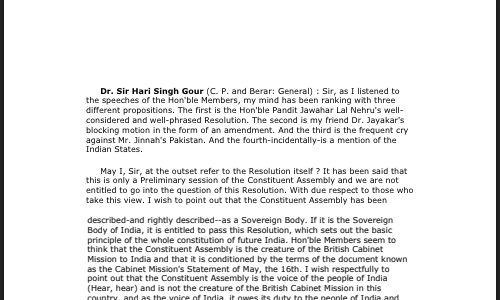 Dr. Sir Hari Singh Gour (C. P. and Berar: General) : Sir, as I listened to
the speeches of the Hon'ble Members, my mind has been ranking with three
different propositions. The first is the Hon'ble Pandit Jawahar Lal Nehru's well-
considered and well-phrased Resolution. The second is my friend Dr. Jayakar's
blocking motion in the form of an amendment. And the third is the frequent cry
against Mr. Jinnah's Pakistan. And the fourth-incidentally-is a mention of the
Indian States.
May I, Sir, at the outset refer to the Resolution itself ? It has been said that
this is only a Preliminary session of the Constituent Assembly and we are not
entitled to go into the question of this Resolution. With due respect to those who
take this view. I wish to point out that the Constituent Assembly has been
described-and rightly described--as a Sovereign Body. If it is the Sovereign
Body of India, it is entitled to pass this Resolution, which sets out the basic
principle of the whole constitution of future India. Hon'ble Members seem to
think that the Constituent Assembly is the creature of the British Cabinet
Mission to India and that it is conditioned by the terms of the document known
as the Cabinet Mission's Statement of May, the 16th. I wish respectfully to
point out that the Constituent Assembly is the voice of the people of India
(Hear, hear) and is not the creature of the British Cabinet Mission in this
country, and as the voice of India, it owes its duty to the people of India and